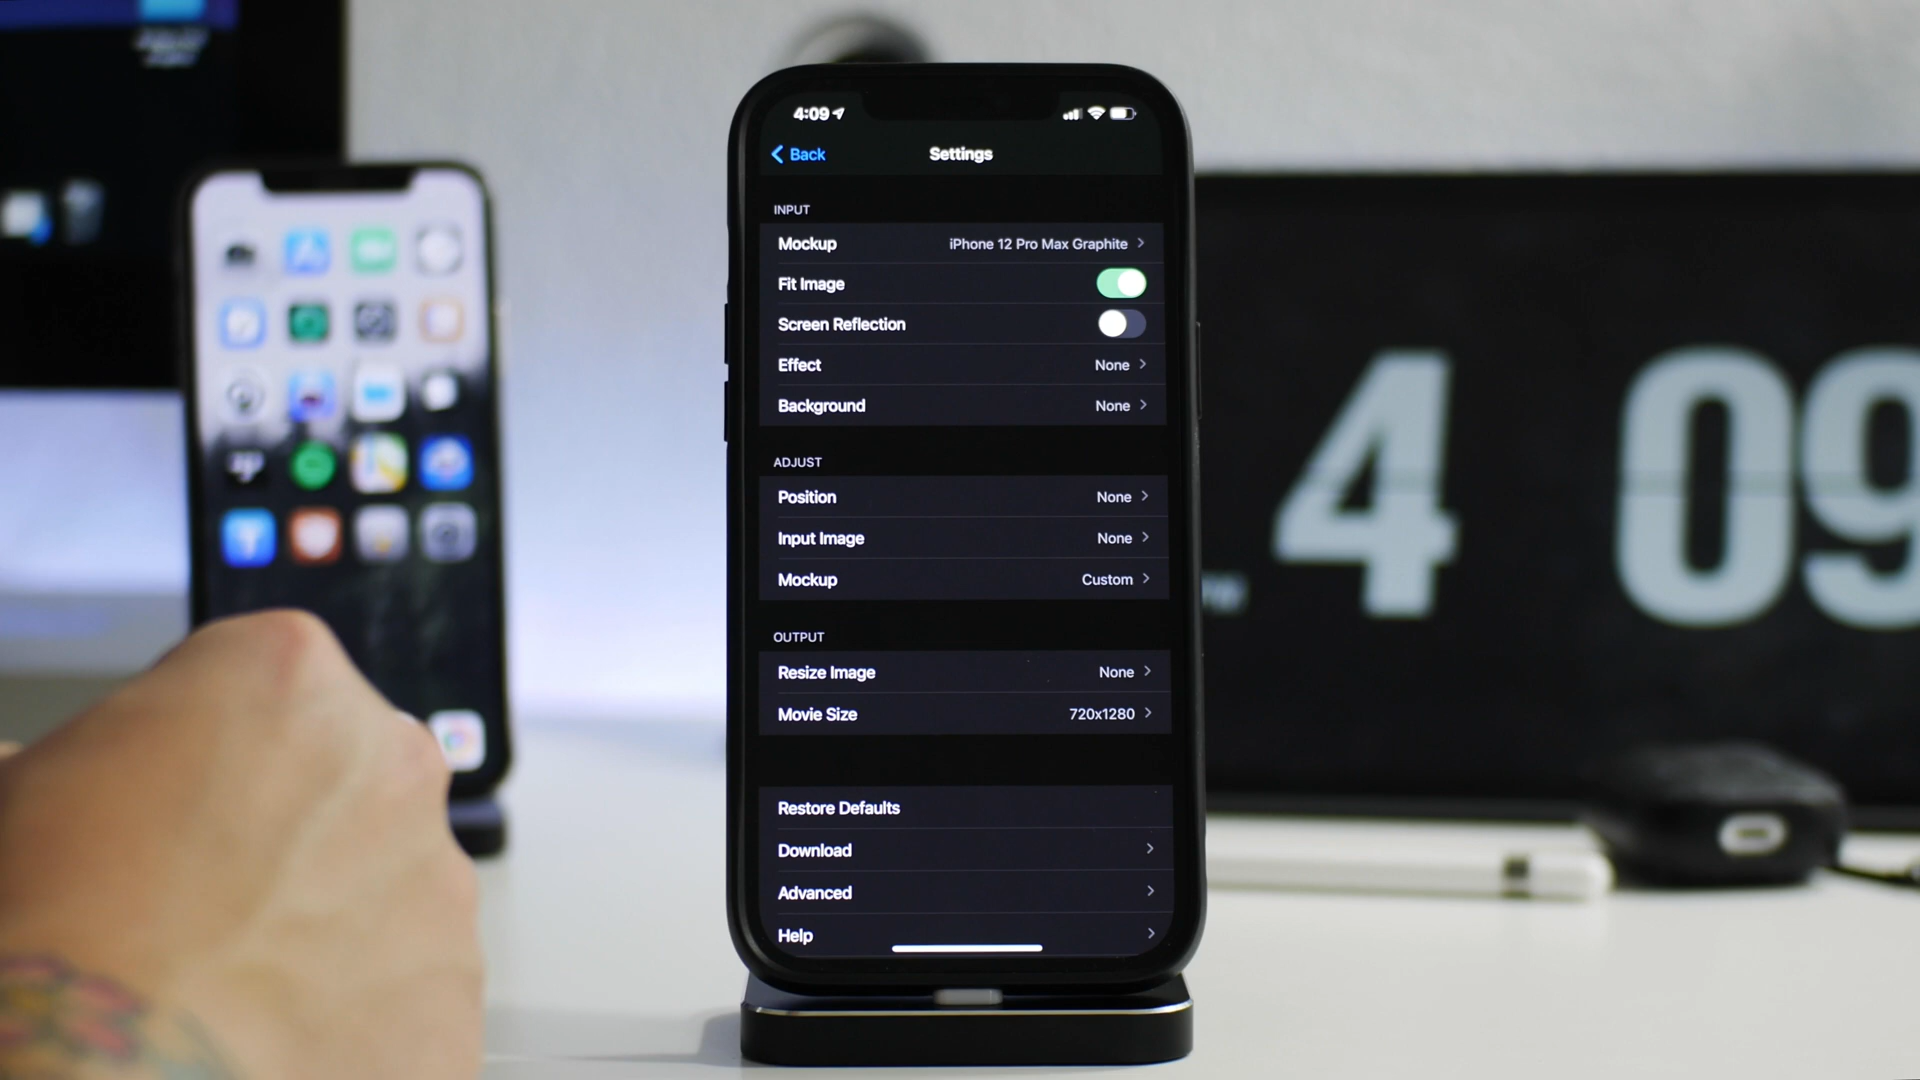 4:09
Back
Settings
INPUT
Mockup iPhone 12 Pro Max Graphite
Fit Image
Screen Reflection
Effect None
Background None
ADJUST
Position None
Input Image None
Mockup Custom
OUTPUT
Resize Image None
Movie Size 720x1280
Restore Defaults
Download
Advanced
Help
4 09